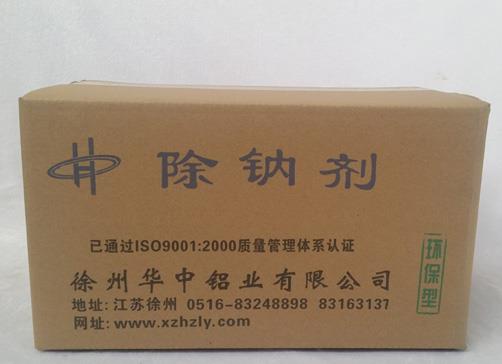 除钠剂
已通过ISO9001:2000质量管理体系认证
环保型
徐州华中铝业有限公司
地址: 江苏徐州 0516-83248898 83163137
网址: www.xzhzly.com